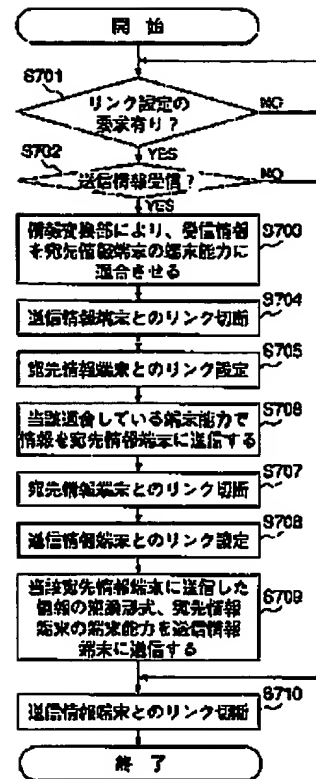 開 始
S701
リンク設定の
要求有り?
NO
YES
S702
送信情報受信?
NO
YES
情報変換部により、受信情報
を宛先情報端末の端末能力に
適合させる
S703
送信情報端末とのリンク切断
S704
宛先情報端末とのリンク設定
S705
当該適合している端末能力で
情報を宛先情報端末に送信する
S706
宛先情報端末とのリンク切断
S707
送信情報端末とのリンク設定
S708
当該宛先情報端末に送信した
情報の 形式、宛先情報
端末の端末能力を送信情報
端末に送信する
S709
送信情報端末とのリンク切断
S710
終 了